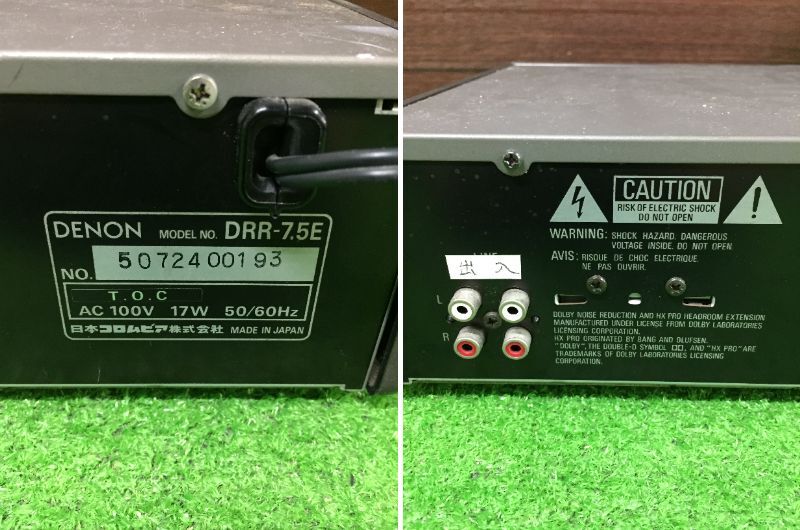 DENON MODEL NO. DRR-7.5E
NO. 5072400193
T.O.C
AC 100V 17W 50/60Hz
日本コロムビア株式会社 MADE IN JAPAN
CAUTION
RISK OF ELECTRIC SHOCK
DO NOT OPEN
WARNING: SHOCK HAZARD. DANGEROUS
VOLTAGE INSIDE. DO NOT OPEN.
AVIS: RISQUE DE CHOC ELECTRIQUE.
NE PAS OUVRIR.
出 入
L
R
DOLBY NOISE REDUCTION AND HX PRO HEADROOM EXTENSION
MANUFACTURED UNDER LICENSE FROM DOLBY LABORATORIES
LICENSING CORPORATION.
HX PRO ORIGINATED BY BANG AND OLUFSEN.
"DOLBY", THE DOUBLE-D SYMBOL, AND "HX PRO" ARE
TRADEMARKS OF DOLBY LABORATORIES LICENSING
CORPORATION.